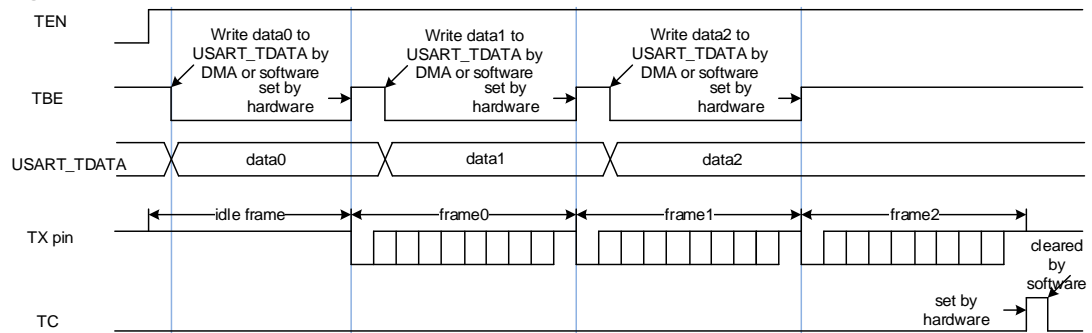 TEN
Write data0 to
USART_TDATA by
DMA or software
Write data1 to
USART_TDATA by
DMA or software
Write data2 to
USART_TDATA by
DMA or software
TBE
set by
hardware
set by
hardware
set by
hardware
USART_TDATA
data0
data1
data2
idle frame
frame0
frame1
frame2
TX pin
cleared
by
software
set by
hardware
TC